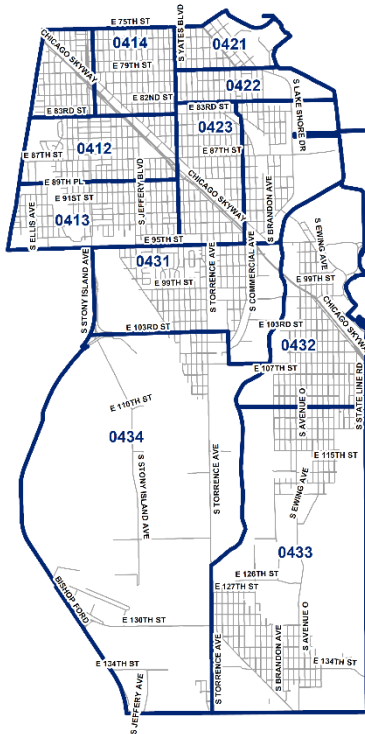 E 75TH ST
S YATES BLVD
0421
CHICAGO SKYWAY
0414
E 79TH ST
0422
S LAKE SHORE DR
E 82ND ST
E 83RD ST
E 83RD ST
0423
0412
E 87TH ST
E 87TH ST
S JEFFERY BLVD
CHICAGO SKYWAY
E 89TH PL
E 91ST ST
0413
S ELLIS AVE
S BRANDON AVE
S EWING AVE
E 95TH ST
0431
S STONY ISLAND AVE
S TORRENCE AVE
S COMMERCIAL AVE
E 99TH ST
E 99TH ST
CHICAGO SKYWAY
E 103RD ST
E 103RD ST
0432
E 107TH ST
S STATE LINE RD
E 110TH ST
S AVENUE O
0434
S STONY ISLAND AVE
S TORRENCE AVE
E 115TH ST
S EWING AVE
0433
E 126TH ST
E 127TH ST
BISHOP FORD
E 130TH ST
S TORRENCE AVE
S BRANDON AVE
S AVENUE O
E 134TH ST
E 134TH ST
S JEFFERY AVE